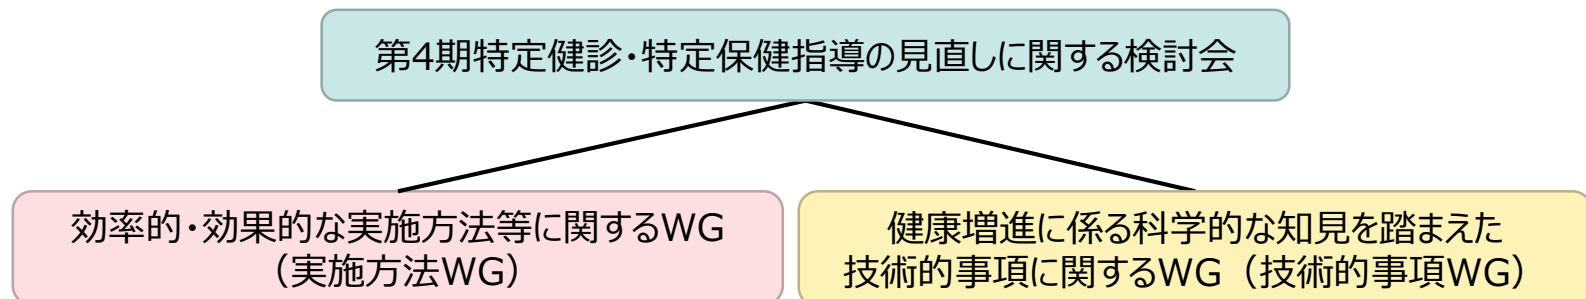 第4期特定健診・特定保健指導の見直しに関する検討会
効率的・効果的な実施方法等に関するWG
（実施方法WG）
健康増進に係る科学的な知見を踏まえた
技術的事項に関するWG（技術的事項WG）